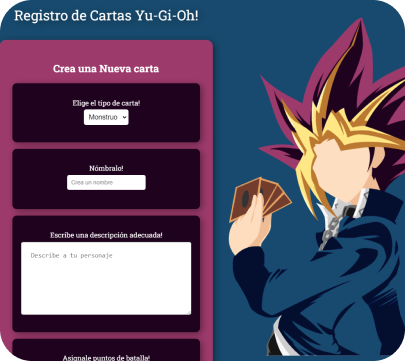 Registro de Cartas Yu-Gi-Oh!
Crea una Nueva carta
Elige el tipo de carta!
Monstruo
Nómbralo!
Crea un nombre
Escribe una descripción adecuada!
Describe a tu personaje
Asignale puntos de batalla!